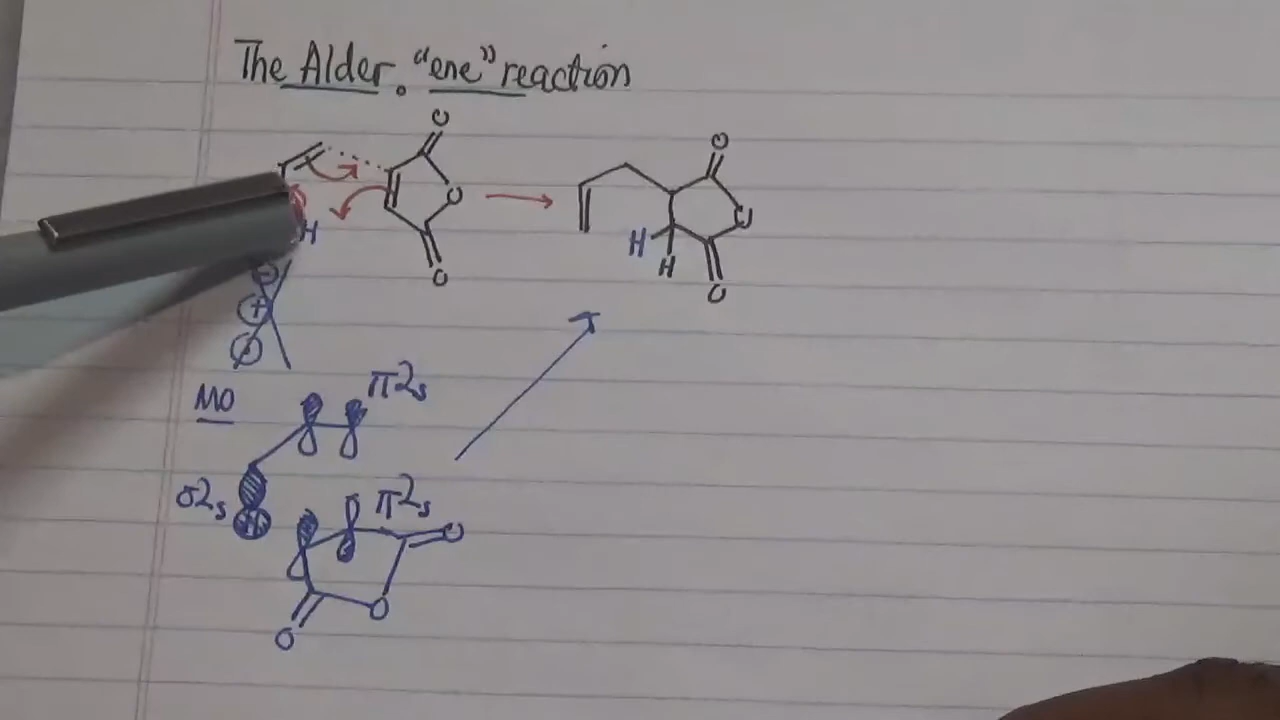 The Alder "ene" reaction
O
O
O
H
O
O
O
H
H
O
⊖
⊕
⊖
π2s
MO
σ2s
H
π2s
O
O
O